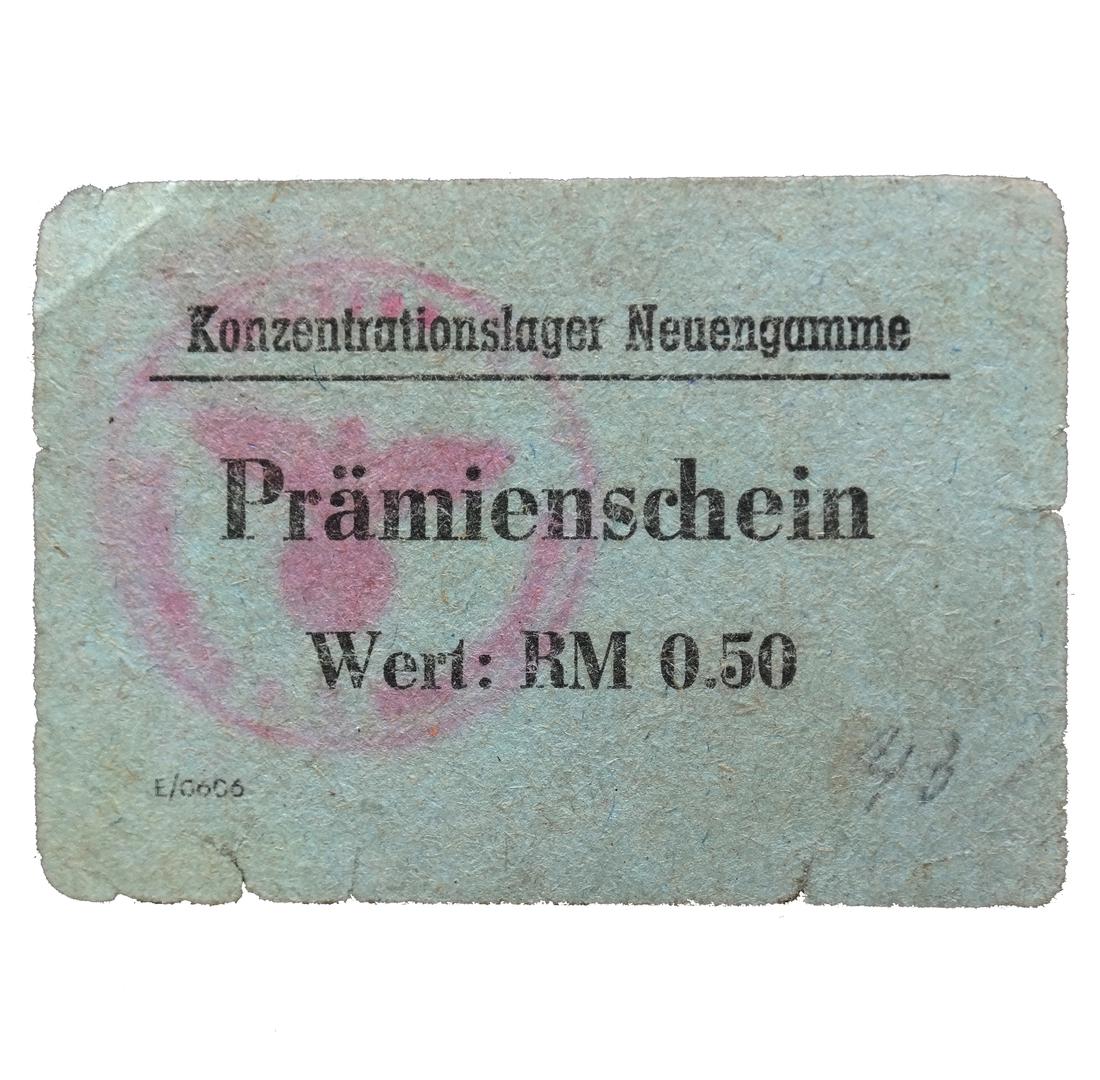 Konzentrationslager Neuengamme
Prämienschein
Wert: RM 0.50
E/0606